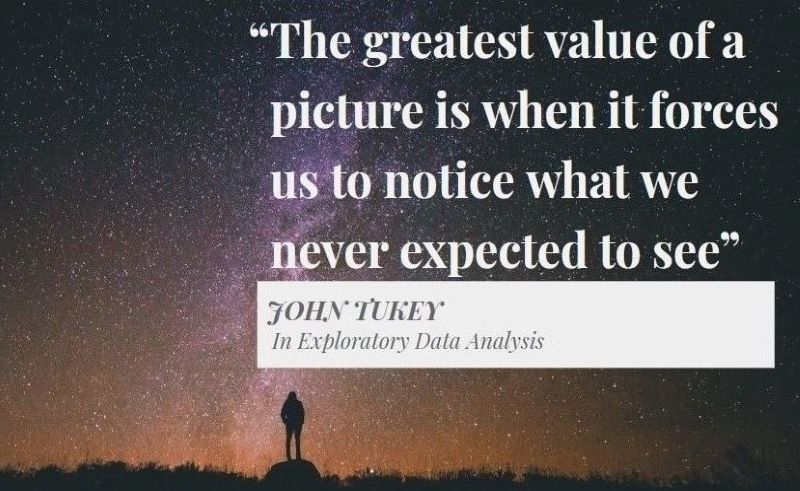 “The greatest value of a
picture is when it forces
us to notice what we
never expected to see”
JOHN TUKEY
In Exploratory Data Analysis